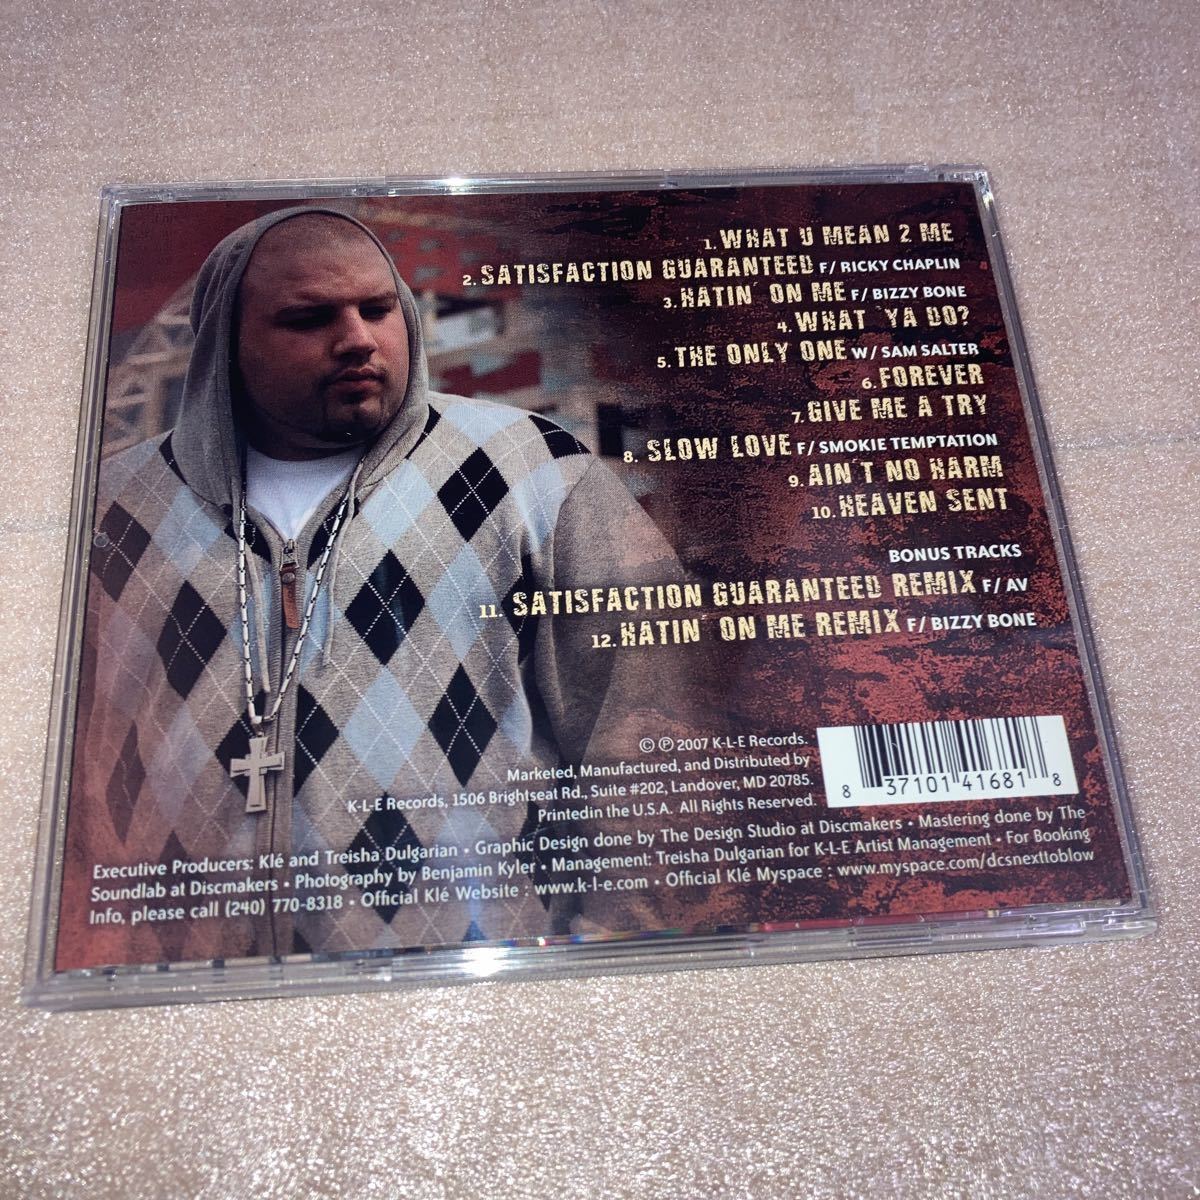 1. WHAT U MEAN 2 ME
2. SATISFACTION GUARANTEED F/ RICKY CHAPLIN
3. HATIN' ON ME F/ BIZZY BONE
4. WHAT 'YA DO?
5. THE ONLY ONE W/ SAM SALTER
6. FOREVER
7. GIVE ME A TRY
8. SLOW LOVE F/ SMOKIE TEMPTATION
9. AIN'T NO HARM
10. HEAVEN SENT
BONUS TRACKS
11. SATISFACTION GUARANTEED REMIX F/ AV
12. HATIN' ON ME REMIX F/ BIZZY BONE
© ℗ 2007 K-L-E Records.
Marketed, Manufactured, and Distributed by
K-L-E Records, 1506 Brightseat Rd., Suite #202, Landover, MD 20785.
Printedin the U.S.A. All Rights Reserved.
8 37101 41681 8
Executive Producers: Klé and Treisha Dulgarian • Graphic Design done by The Design Studio at Discmakers • Mastering done by The
Soundlab at Discmakers • Photography by Benjamin Kyler • Management: Treisha Dulgarian for K-L-E Artist Management • For Booking
Info, please call (240) 770-8318 • Official Klé Website : www.k-l-e.com • Official Klé Myspace : www.myspace.com/dcsnexttoblow